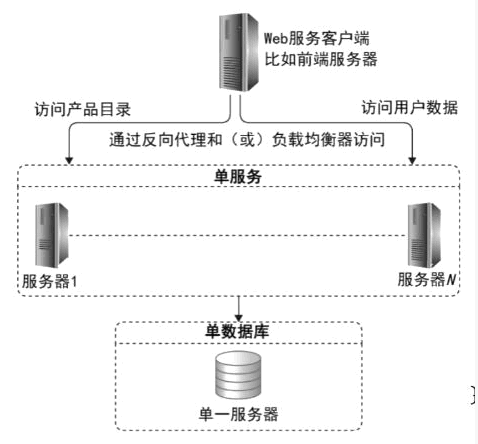 Web服务客户端
比如前端服务器
访问产品目录
访问用户数据
通过反向代理和（或）负载均衡器访问
单服务
服务器1
服务器N
单数据库
单一服务器